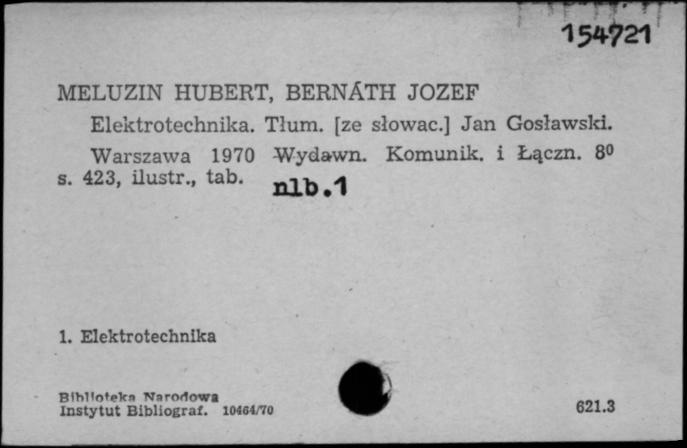 154721
MELUZIN HUBERT, BERNÁTH JOZEF
Elektrotechnika. Tłum. [ze słowac.] Jan Gosławski.
Warszawa 1970 Wydawn. Komunik. i Łączn. 8º
s. 423, ilustr., tab. nlb.1
1. Elektrotechnika
Biblioteka Narodowa
Instytut Bibliograf. 10464/70
621.3